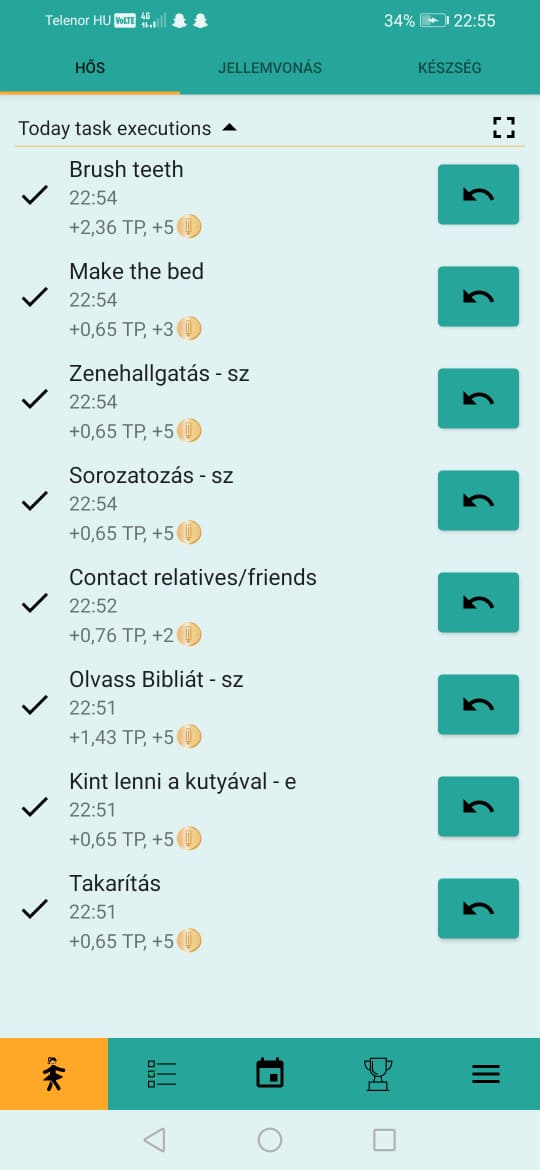 Telenor HU VoLTE 4G 34% 22:55
HŐS JELLEMVONÁS KÉSZSÉG
Today task executions
Brush teeth
22:54
+2,36 TP, +5
Make the bed
22:54
+0,65 TP, +3
Zenehallgatás - sz
22:54
+0,65 TP, +5
Sorozatozás - sz
22:54
+0,65 TP, +5
Contact relatives/friends
22:52
+0,76 TP, +2
Olvass Bibliát - sz
22:51
+1,43 TP, +5
Kint lenni a kutyával - e
22:51
+0,65 TP, +5
Takarítás
22:51
+0,65 TP, +5